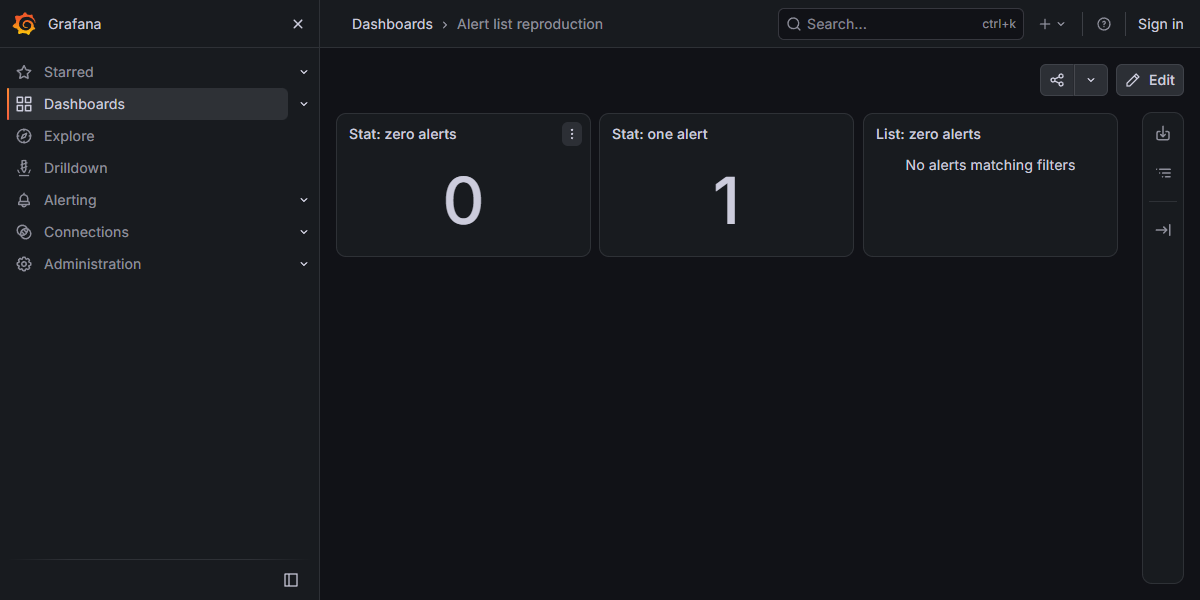 Grafana
Dashboards › Alert list reproduction
Search... ctrl+k
Sign in
Starred
Dashboards
Explore
Drilldown
Alerting
Connections
Administration
Edit
Stat: zero alerts
0
Stat: one alert
1
List: zero alerts
No alerts matching filters